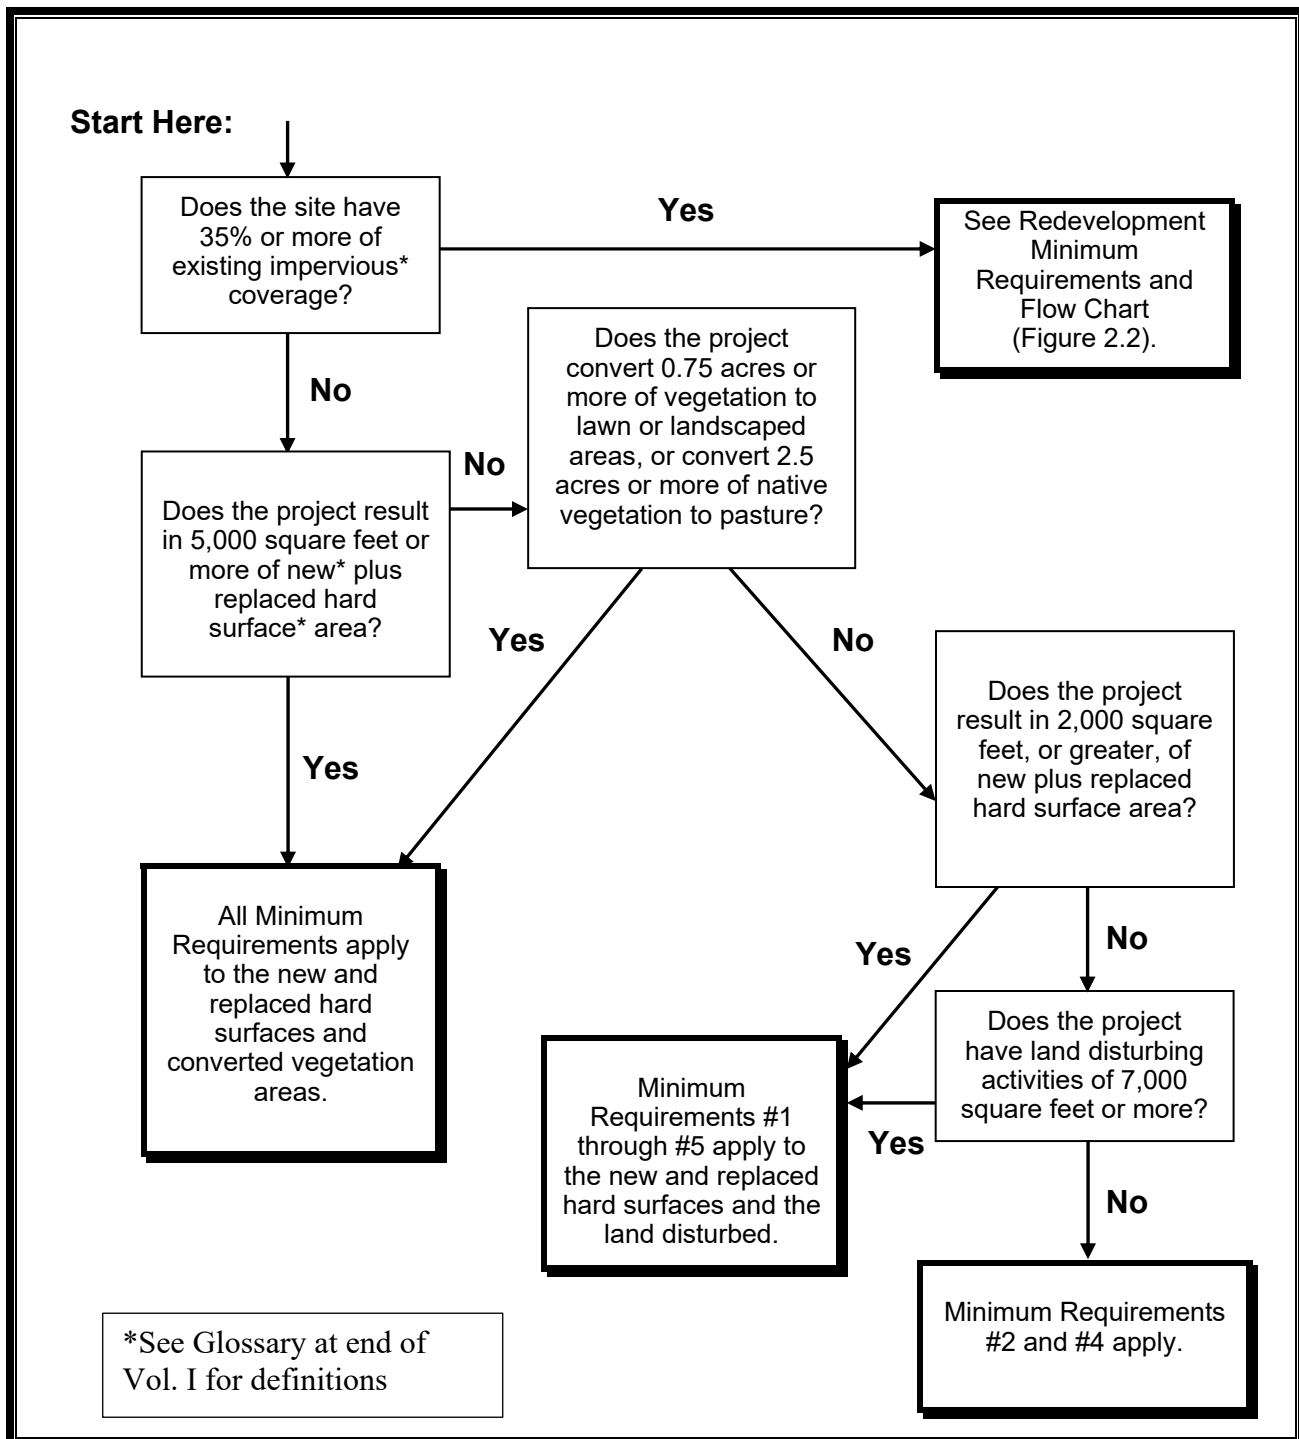 Start Here:
Does the site have
35% or more of
existing impervious*
coverage?
Yes
See Redevelopment
Minimum
Requirements and
Flow Chart
(Figure 2.2).
No
Does the project
convert 0.75 acres or
more of vegetation to
lawn or landscaped
areas, or convert 2.5
acres or more of native
vegetation to pasture?
No
Does the project result
in 5,000 square feet or
more of new* plus
replaced hard
surface* area?
Yes
No
Does the project
result in 2,000 square
feet, or greater, of
new plus replaced
hard surface area?
Yes
All Minimum
Requirements apply
to the new and
replaced hard
surfaces and
converted vegetation
areas.
Yes
No
Does the project
have land disturbing
activities of 7,000
square feet or more?
Minimum
Requirements #1
through #5 apply to
the new and replaced
hard surfaces and the
land disturbed.
Yes
No
Minimum Requirements
#2 and #4 apply.
*See Glossary at end of
Vol. I for definitions